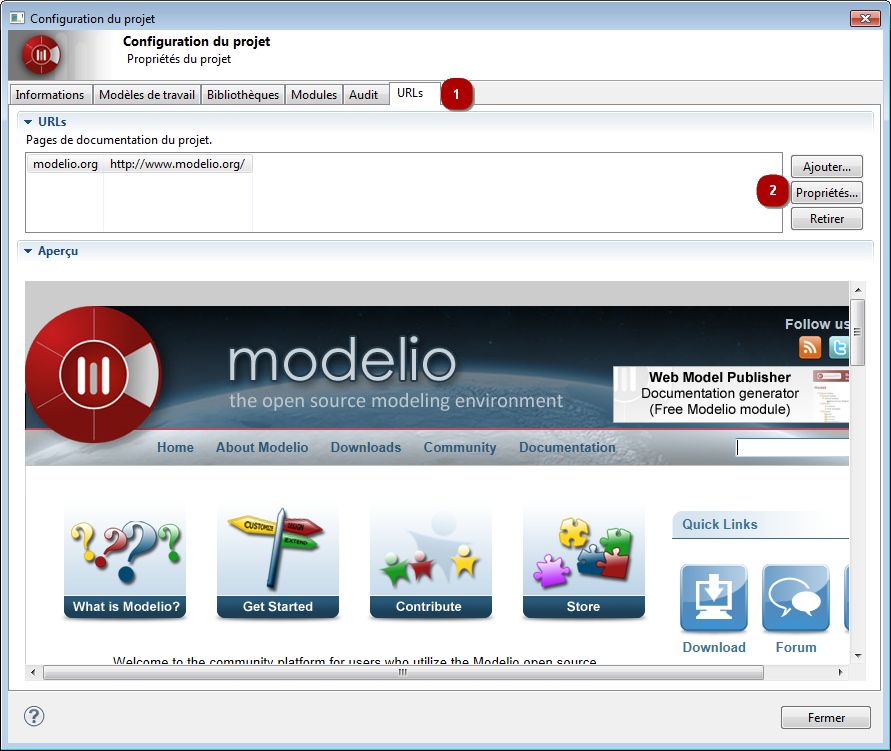 Configuration du projet
Configuration du projet
Propriétés du projet
Informations Modèles de travail Bibliothèques Modules Audit URLs 1
URLs
Pages de documentation du projet.
modelio.org http://www.modelio.org/
Ajouter...
2 Propriétés...
Retirer
Aperçu
Follow us
modelio
the open source modeling environment
Web Model Publisher
Documentation generator
(Free Modelio module)
Home About Modelio Downloads Community Documentation
CUSTOMIZE DESIGN
EXTEND
Quick Links
What is Modelio? Get Started Contribute Store
Download Forum
Welcome to the community platform for users who utilize the Modelio open source
? Fermer